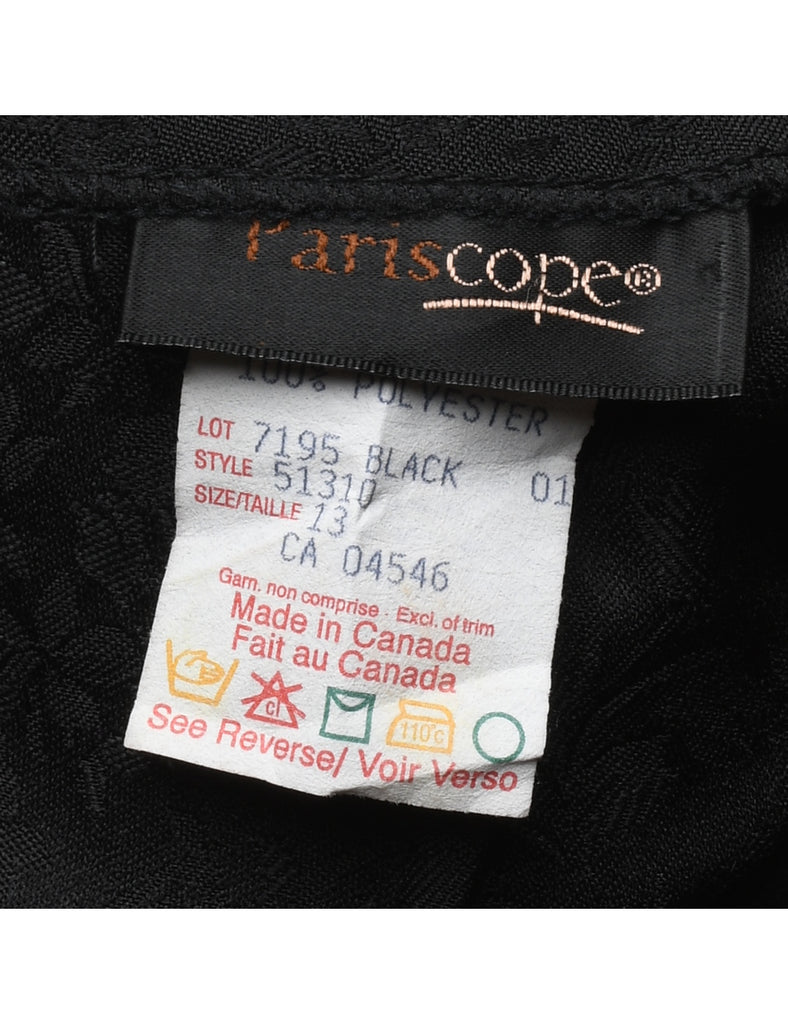 Pariscope®
100% POLYESTER
LOT 7195 BLACK 01
STYLE 51310
SIZE/TAILLE 13
CA 04546
Garn. non comprise · Excl. of trim
Made in Canada
Fait au Canada
cl 110°c
See Reverse/ Voir Verso